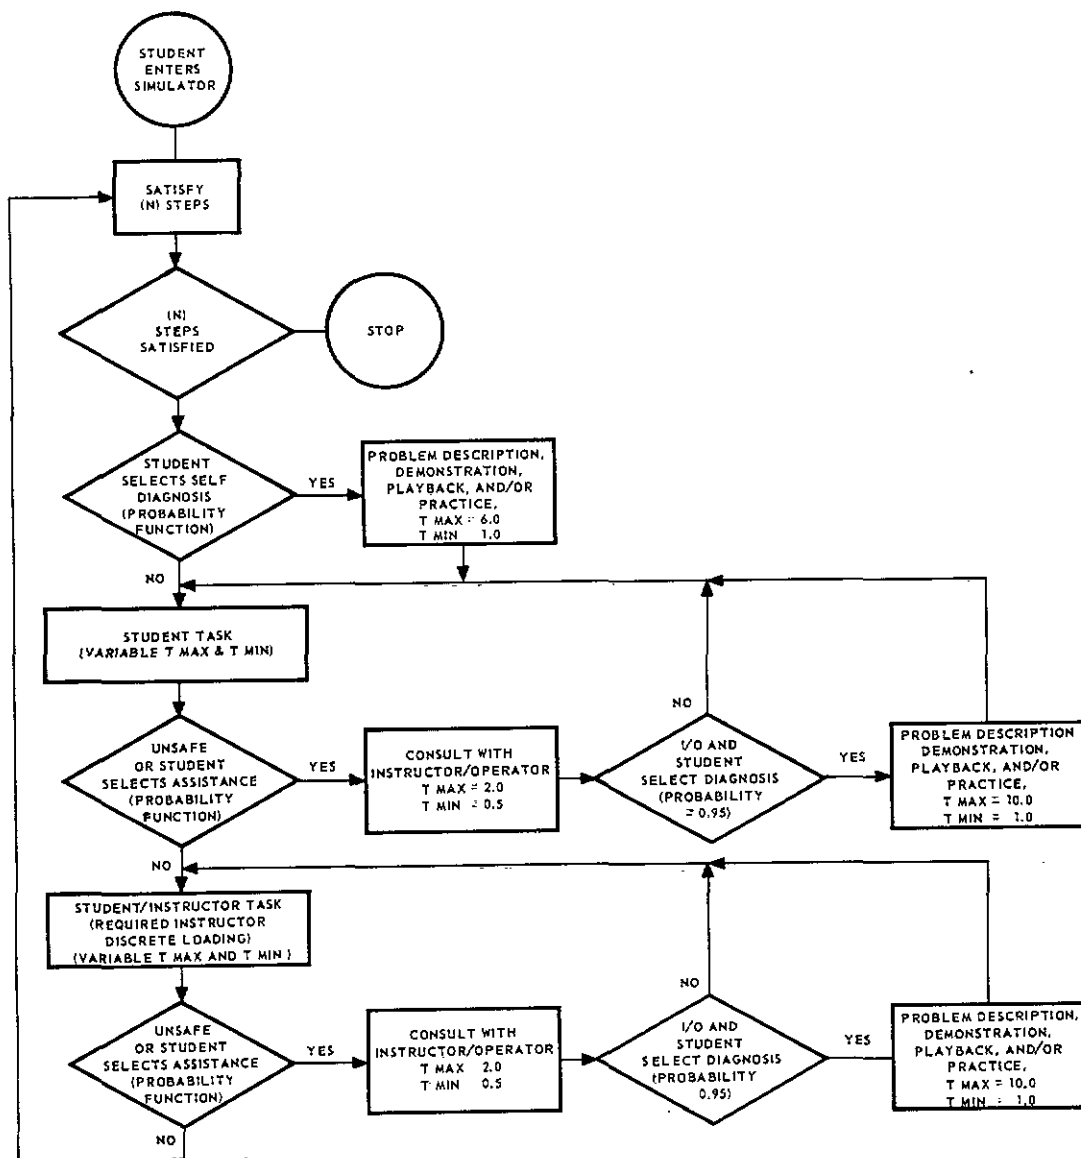 STUDENT
ENTERS
SIMULATOR
SATISFY
(N) STEPS
(N)
STEPS
SATISFIED
STOP
STUDENT
SELECTS SELF
DIAGNOSIS
(PROBABILITY
FUNCTION)
YES
PROBLEM DESCRIPTION,
DEMONSTRATION,
PLAYBACK, AND/OR
PRACTICE,
T MAX = 6.0
T MIN 1.0
NO
STUDENT TASK
(VARIABLE T MAX & T MIN)
UNSAFE
OR STUDENT
SELECTS ASSISTANCE
(PROBABILITY
FUNCTION)
YES
CONSULT WITH
INSTRUCTOR/OPERATOR
T MAX = 2.0
T MIN = 0.5
NO
I/O AND
STUDENT
SELECT DIAGNOSIS
(PROBABILITY
= 0.95)
YES
PROBLEM DESCRIPTION
DEMONSTRATION,
PLAYBACK, AND/OR
PRACTICE,
T MAX = 10.0
T MIN = 1.0
NO
STUDENT/INSTRUCTOR TASK
(REQUIRED INSTRUCTOR
DISCRETE LOADING)
(VARIABLE T MAX AND T MIN)
UNSAFE
OR STUDENT
SELECTS ASSISTANCE
(PROBABILITY
FUNCTION)
YES
CONSULT WITH
INSTRUCTOR/OPERATOR
T MAX 2.0
T MIN 0.5
NO
I/O AND
STUDENT
SELECT DIAGNOSIS
(PROBABILITY
0.95)
YES
PROBLEM DESCRIPTION,
DEMONSTRATION,
PLAYBACK, AND/OR
PRACTICE,
T MAX = 10.0
T MIN = 1.0
NO